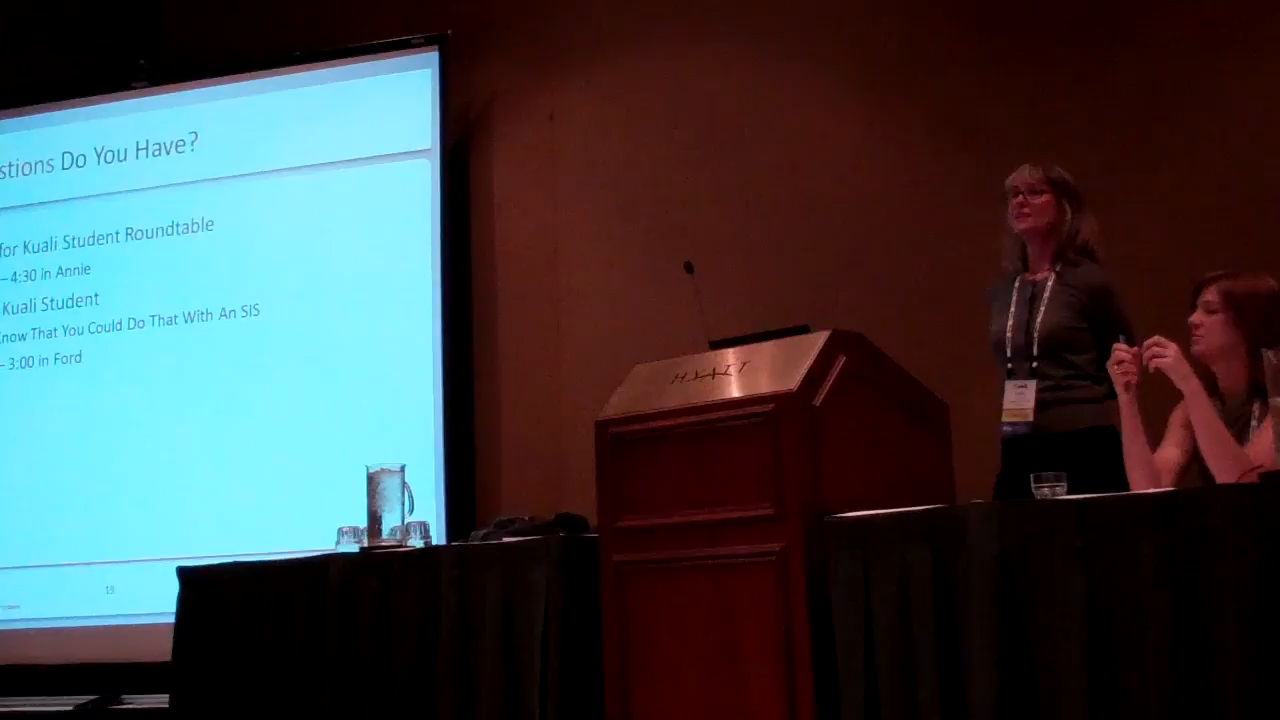 stions Do You Have?
for Kuali Student Roundtable
– 4:30 in Annie
Kuali Student
now That You Could Do That With An SIS
– 3:00 in Ford
19
HYATT